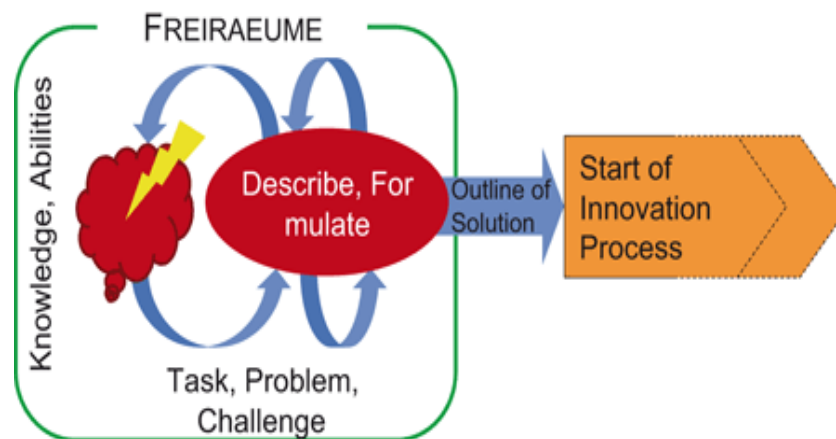 FREIRAEUME
Knowledge, Abilities
Describe, For
mulate
Outline of
Solution
Start of
Innovation
Process
Task, Problem,
Challenge